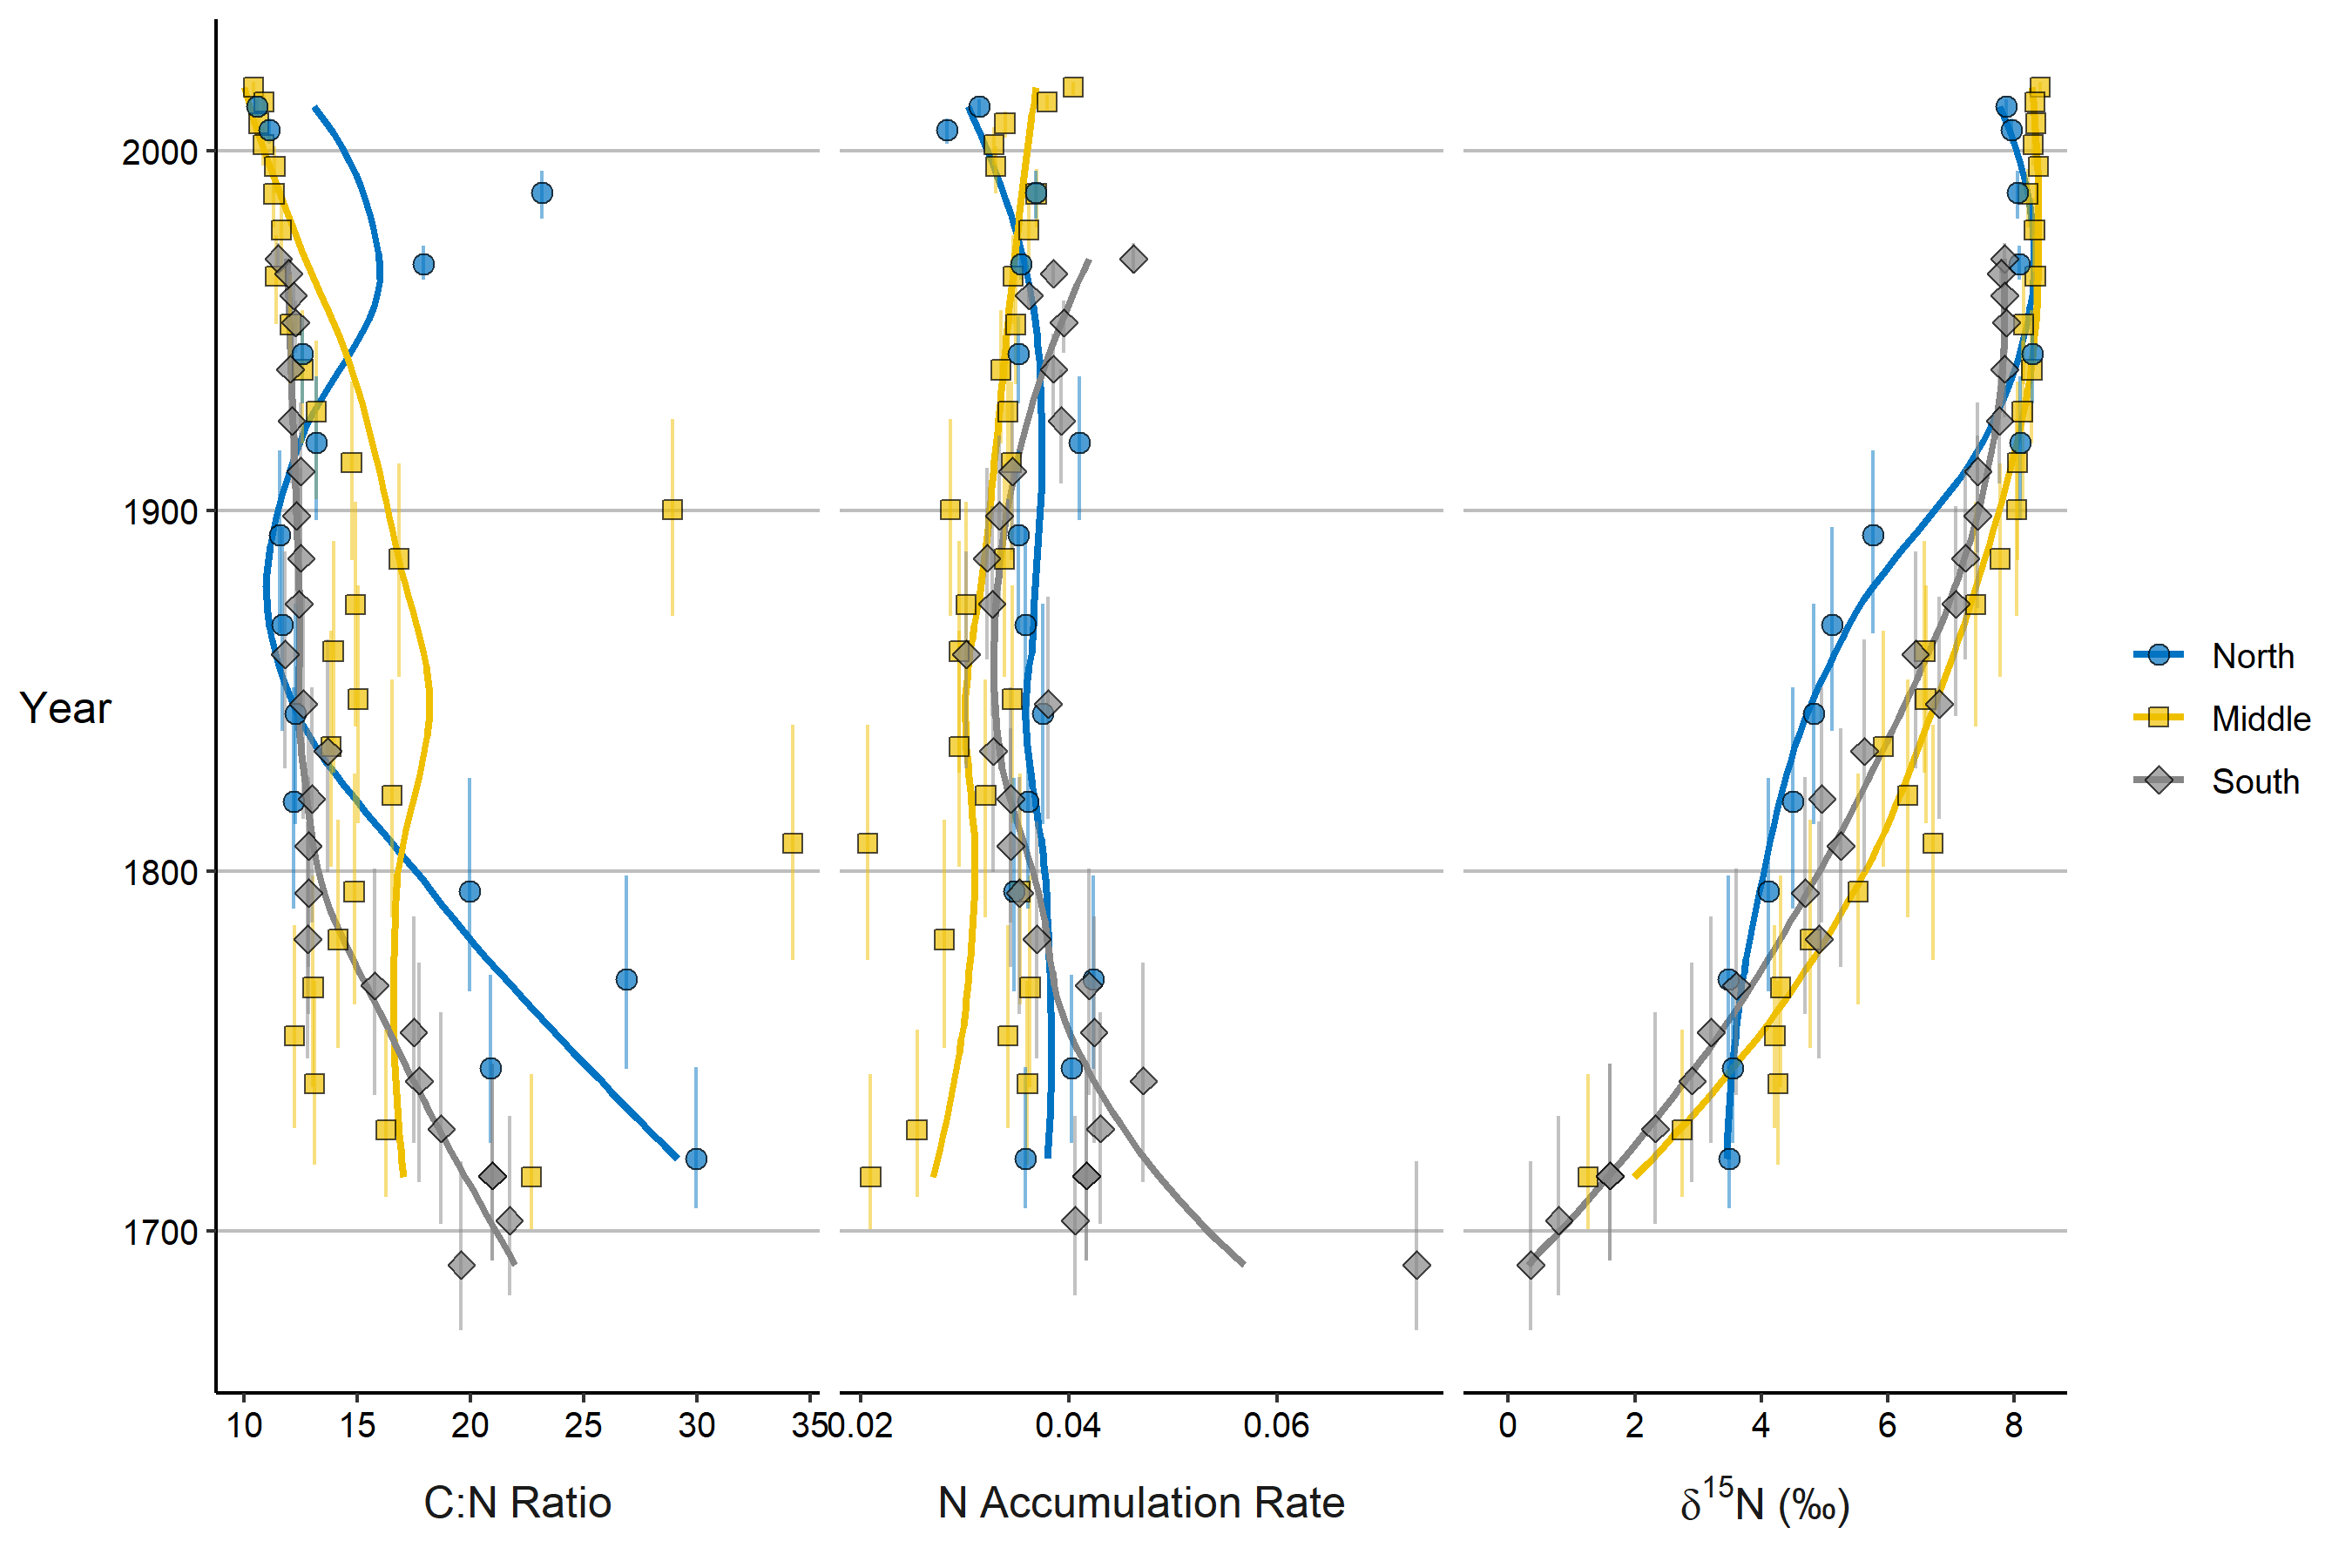 2000
1900
North
Year
Middle
South
1800
1700
10 15 20 25 30 35 0.02 0.04 0.06 0 2 4 6 8
C:N Ratio N Accumulation Rate δ¹⁵N (‰)